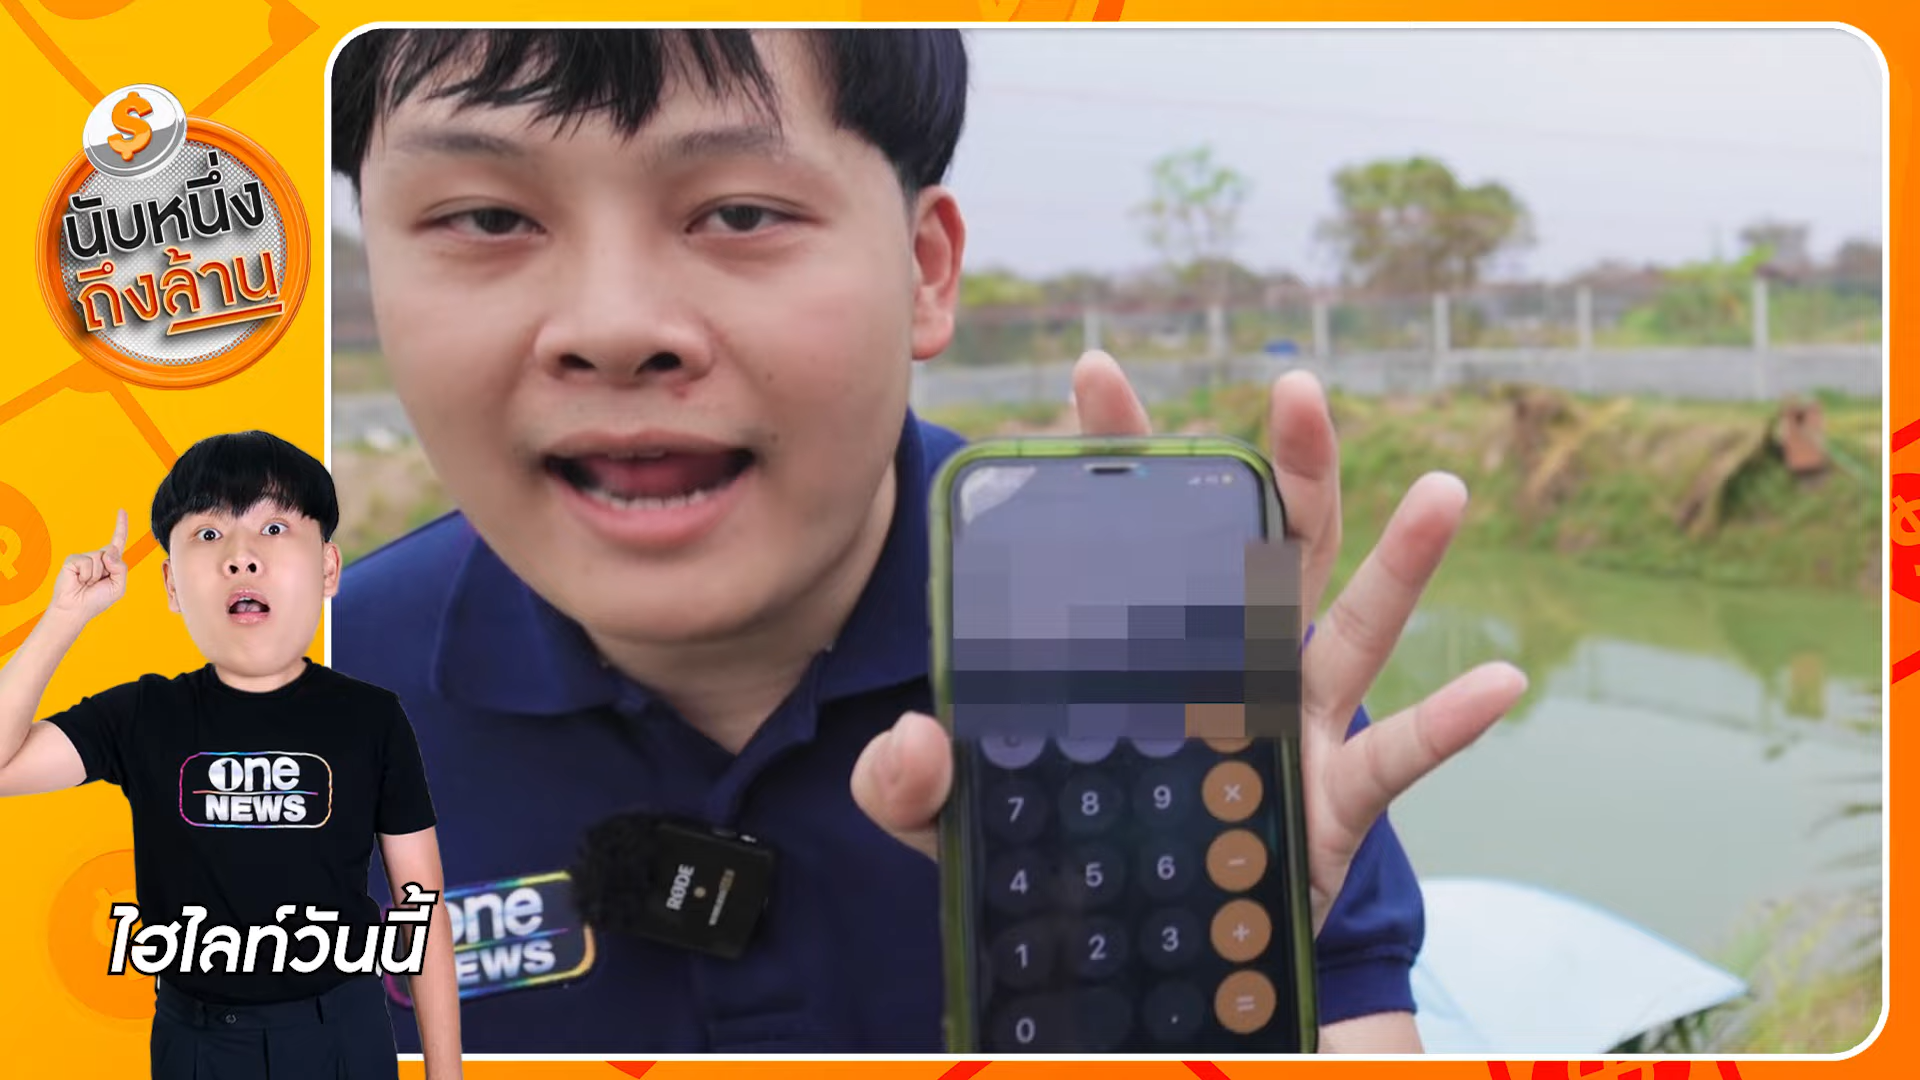 $
นับหนึ่ง
ถึงล้าน
one
NEWS
ไฮไลท์วันนี้
one
NEWS
RØDE
7 8 9 ×
4 5 6 −
1 2 3 +
0 . =